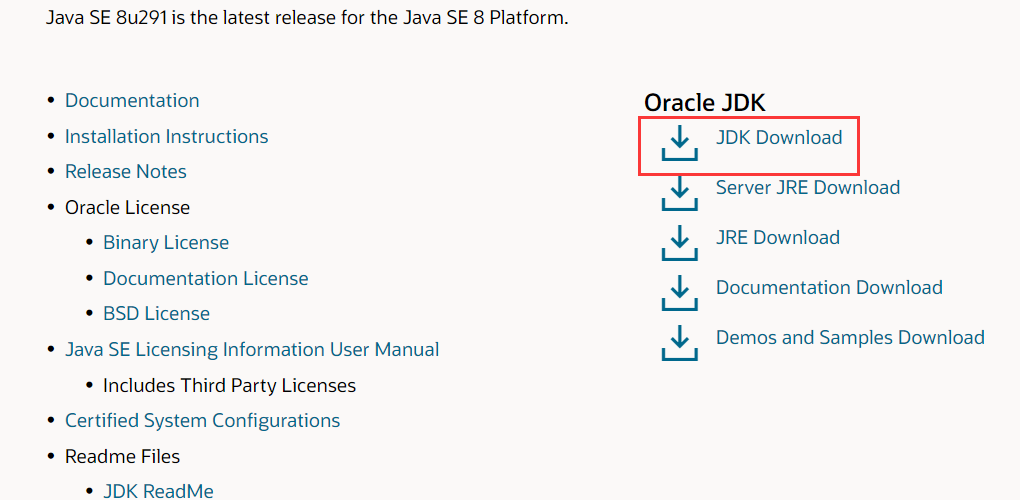 Java SE 8u291 is the latest release for the Java SE 8 Platform.
• Documentation
• Installation Instructions
• Release Notes
• Oracle License
• Binary License
• Documentation License
• BSD License
• Java SE Licensing Information User Manual
• Includes Third Party Licenses
• Certified System Configurations
• Readme Files
• JDK ReadMe
Oracle JDK
JDK Download
Server JRE Download
JRE Download
Documentation Download
Demos and Samples Download